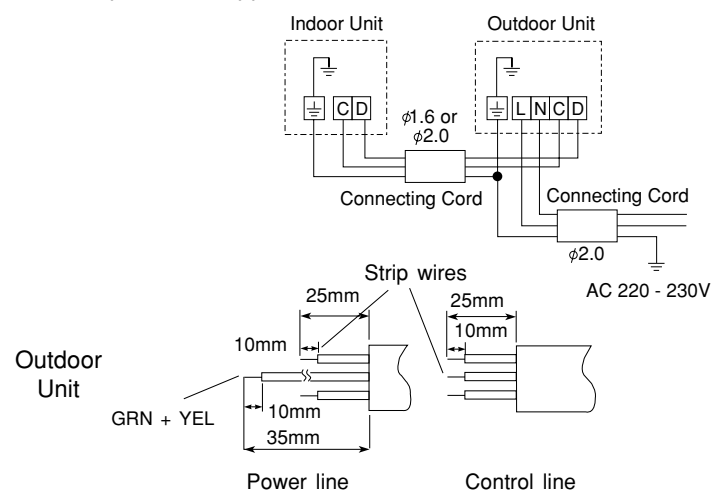 Indoor Unit
Outdoor Unit
C D
L N C D
ϕ1.6 or
ϕ2.0
Connecting Cord
Connecting Cord
ϕ2.0
AC 220 - 230V
Strip wires
25mm
25mm
10mm
10mm
Outdoor
Unit
GRN + YEL
10mm
35mm
Power line
Control line